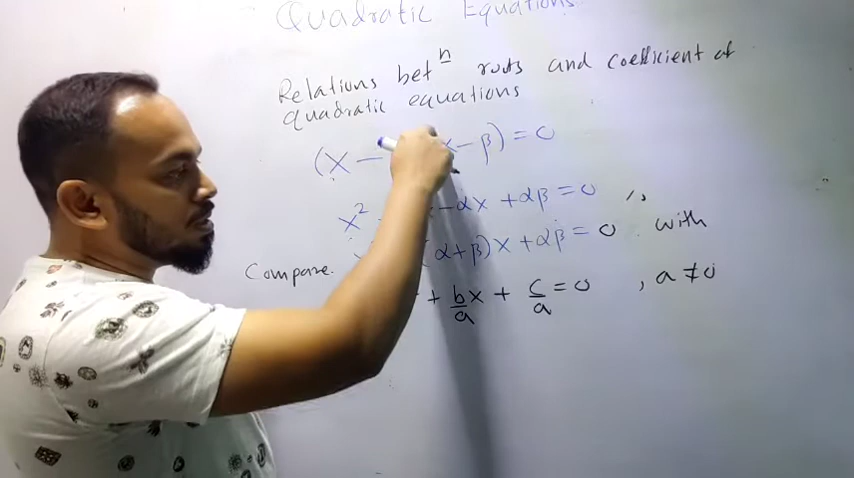 Quadratic Equations
Relations betn roots and coefficient of
quadratic equations
(x - x - β) = 0
x² - αx + αβ = 0
(α+β)x + αβ = 0 with
Compare
+ b/a x + c/a = 0 , a ≠ 0